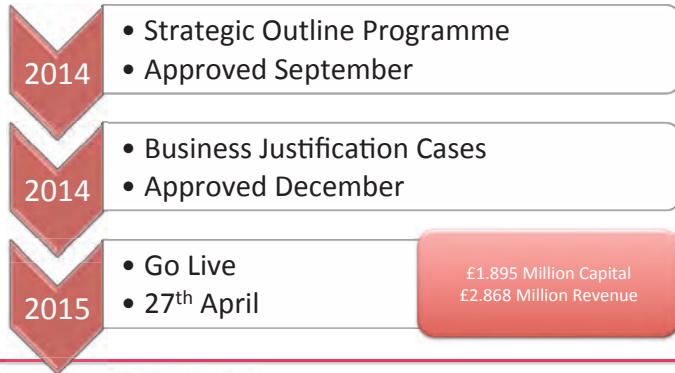 2014
• Strategic Outline Programme
• Approved September
2014
• Business Justification Cases
• Approved December
2015
• Go Live
• 27th April
£1.895 Million Capital
£2.868 Million Revenue